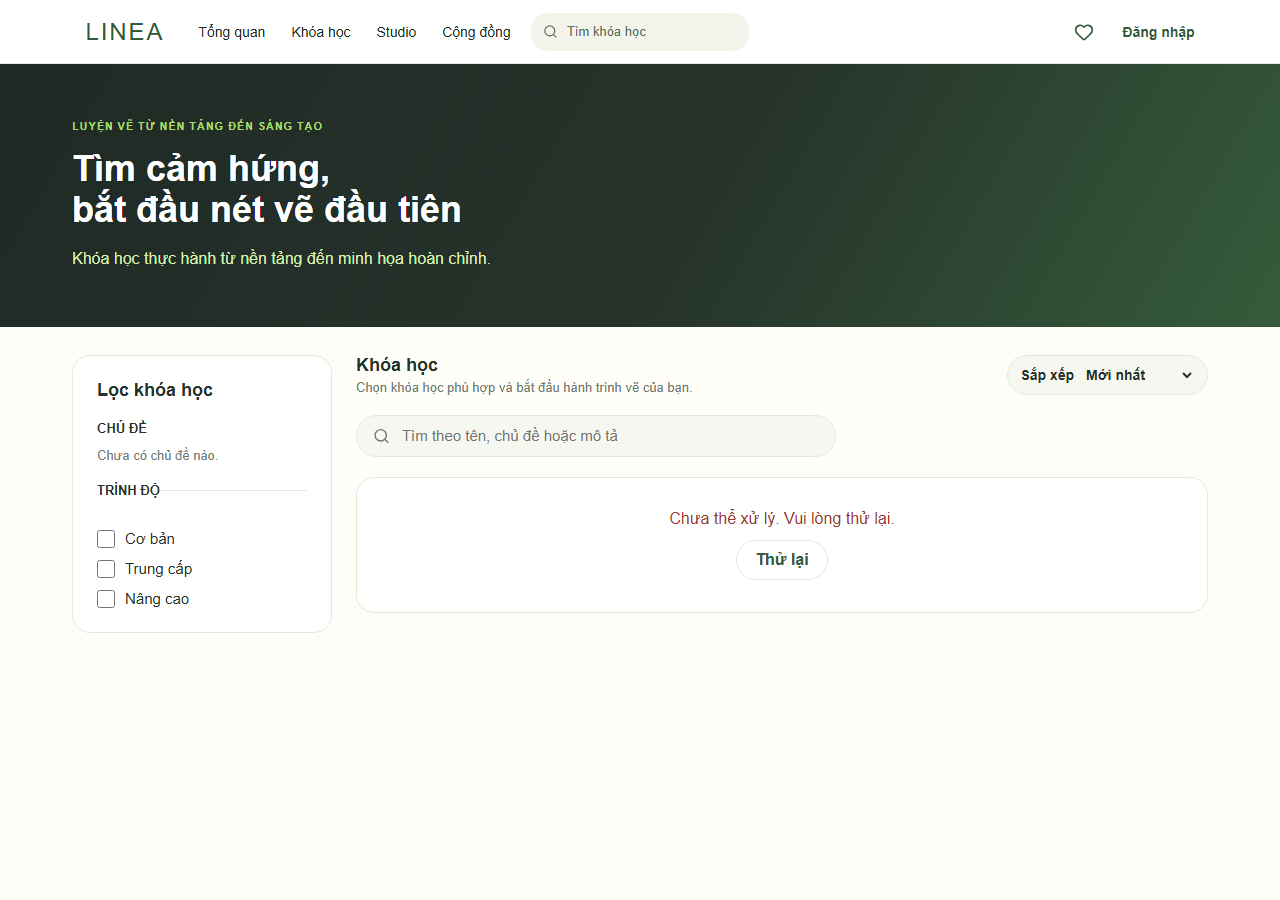 LINEA
Tổng quan
Khóa học
Studio
Cộng đồng
Tìm khóa học
Đăng nhập
LUYỆN VẼ TỪ NỀN TẢNG ĐẾN SÁNG TẠO
Tìm cảm hứng,
bắt đầu nét vẽ đầu tiên
Khóa học thực hành từ nền tảng đến minh họa hoàn chỉnh.
Lọc khóa học
CHỦ ĐỀ
Chưa có chủ đề nào.
TRÌNH ĐỘ
Cơ bản
Trung cấp
Nâng cao
Khóa học
Chọn khóa học phù hợp và bắt đầu hành trình vẽ của bạn.
Sắp xếp Mới nhất
Tìm theo tên, chủ đề hoặc mô tả
Chưa thể xử lý. Vui lòng thử lại.
Thử lại